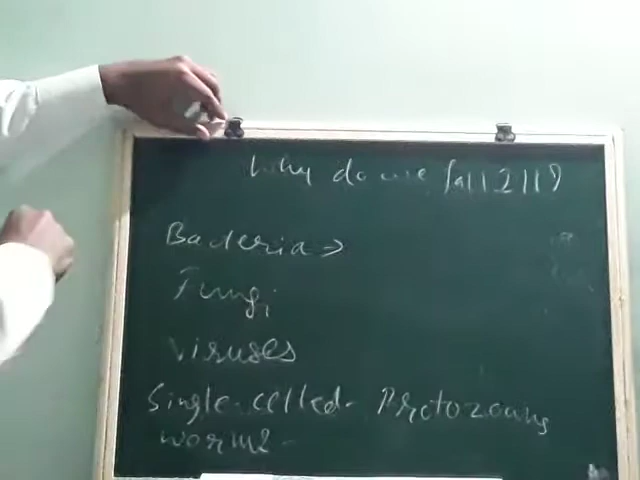 Why do we fall ill?
Bacteria →
Fungi
Viruses
Single-celled- Protozoans
worms -